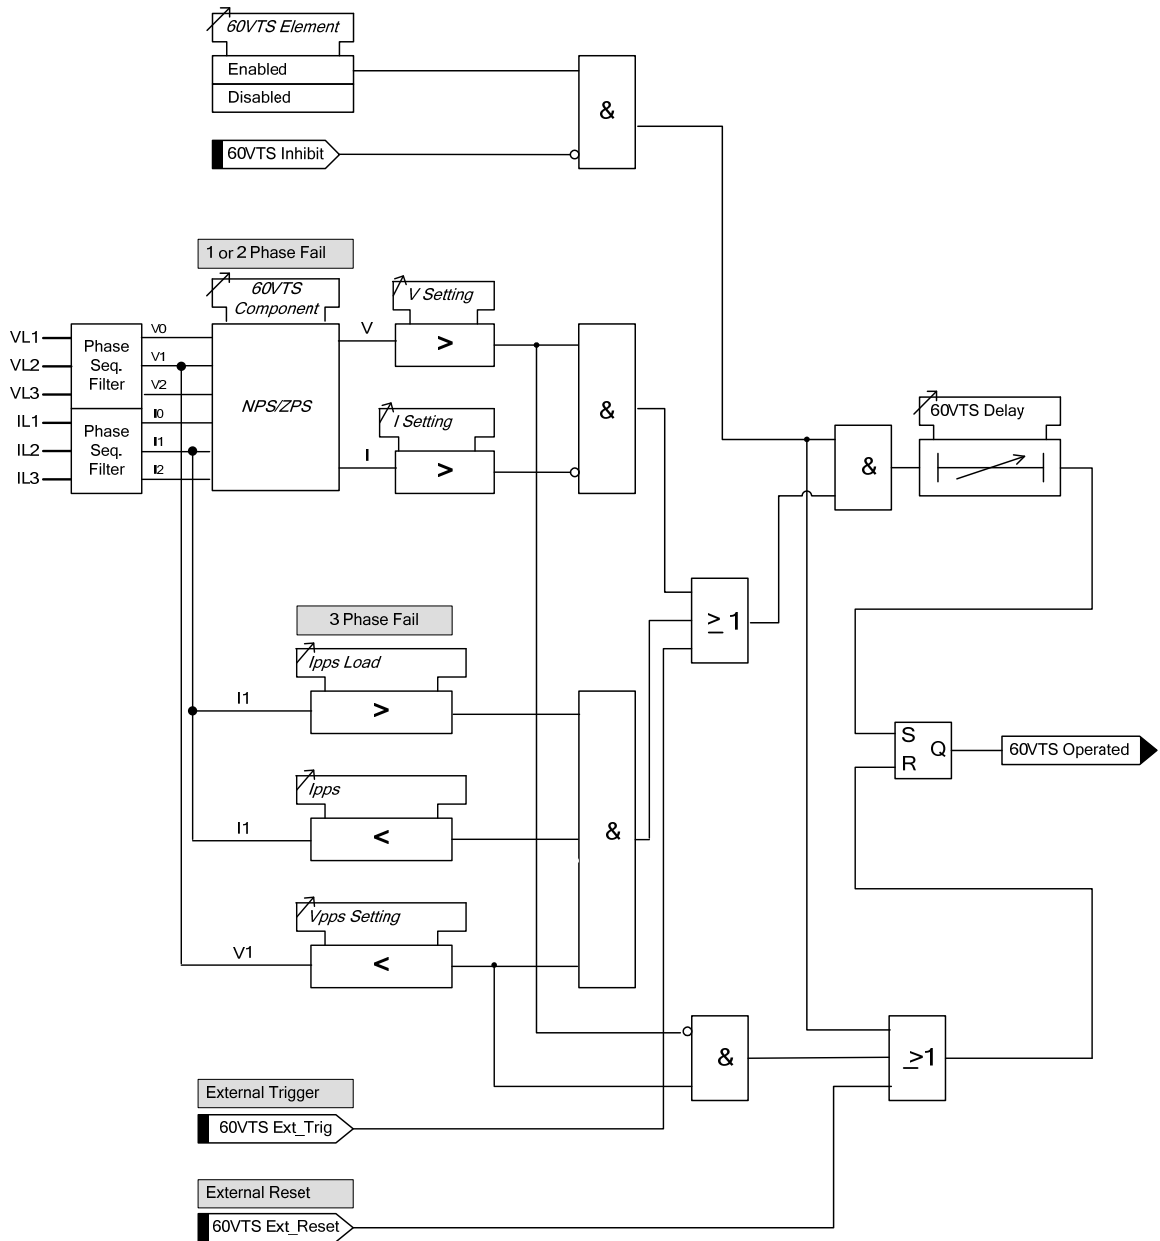 60VTS Element
Enabled
Disabled
&
60VTS Inhibit
1 or 2 Phase Fail
60VTS
Component
V Setting
VL1
VL2
VL3
IL1
IL2
IL3
Phase
Seq.
Filter
Phase
Seq.
Filter
V0
V1
V2
I0
I1
I2
NPS/ZPS
V
>
I Setting
I
>
&
60VTS Delay
&
3 Phase Fail
Ipps Load
I1
>
≥ 1
Ipps
I1
<
&
S
R
Q
60VTS Operated
Vpps Setting
V1
<
&
≥1
External Trigger
60VTS Ext_Trig
External Reset
60VTS Ext_Reset